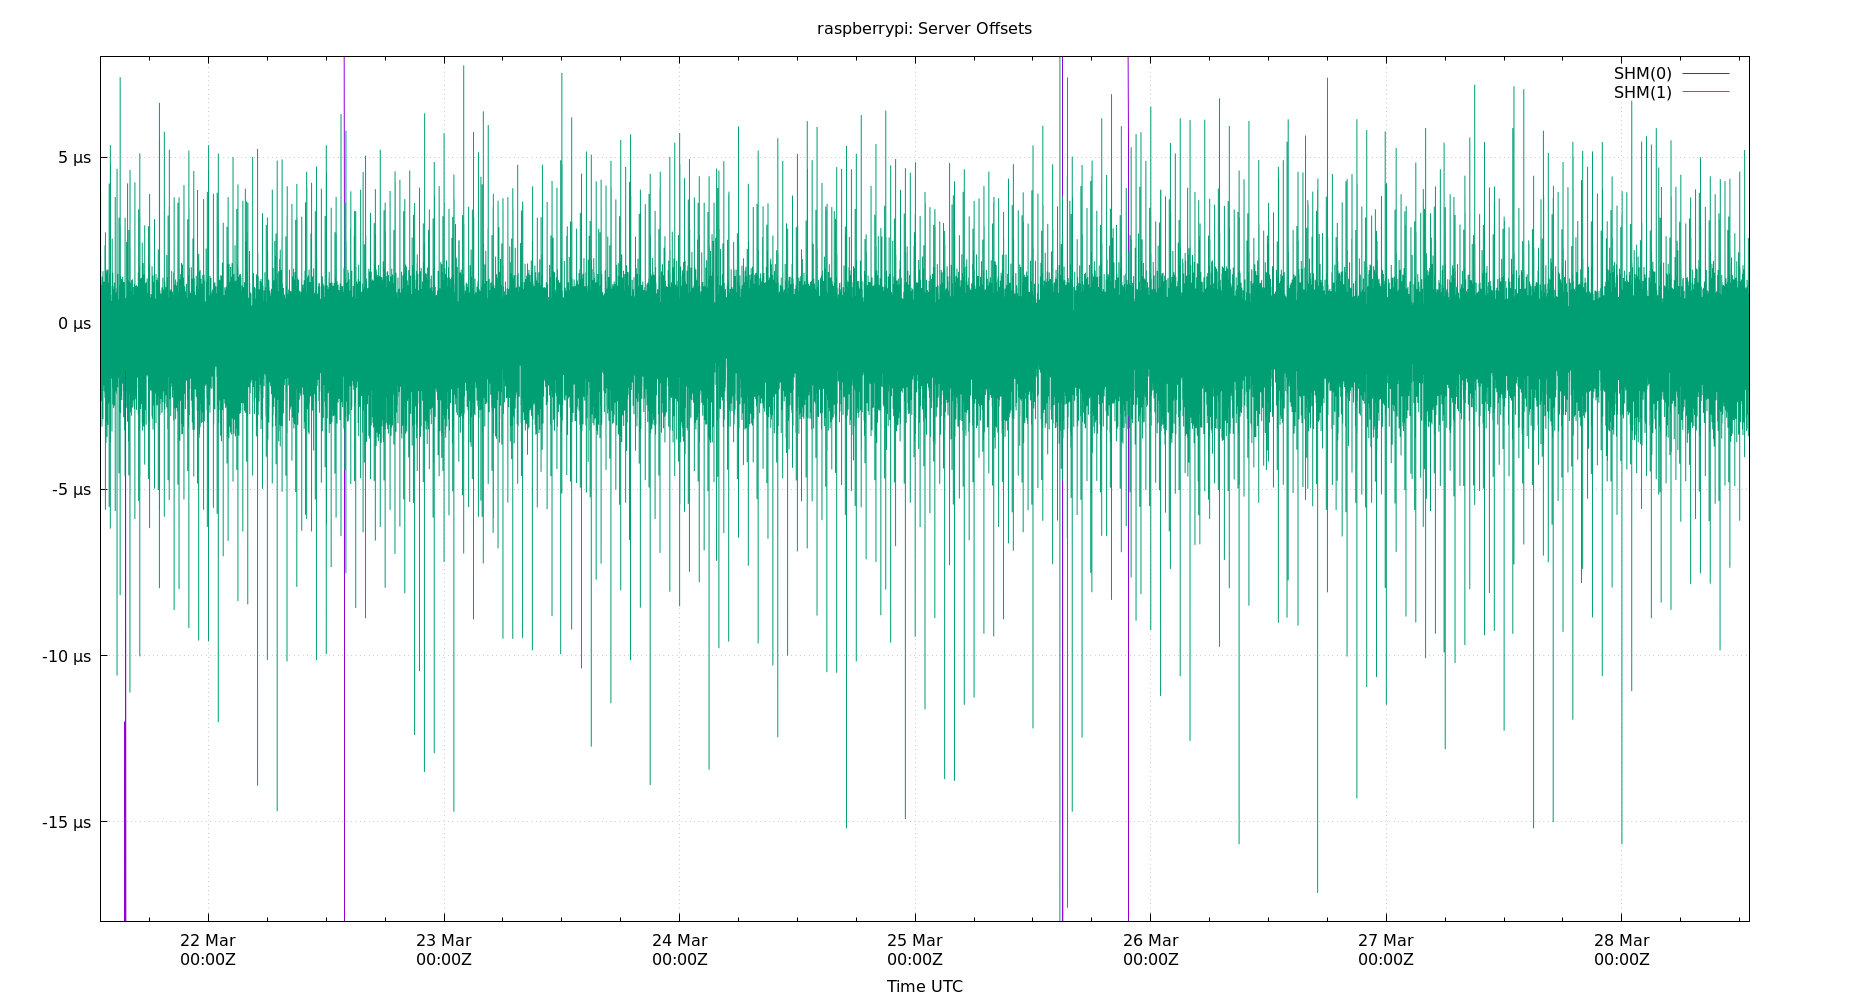 raspberrypi: Server Offsets
SHM(0)
SHM(1)
5 µs
0 µs
-5 µs
-10 µs
-15 µs
22 Mar
00:00Z
23 Mar
00:00Z
24 Mar
00:00Z
25 Mar
00:00Z
26 Mar
00:00Z
27 Mar
00:00Z
28 Mar
00:00Z
Time UTC